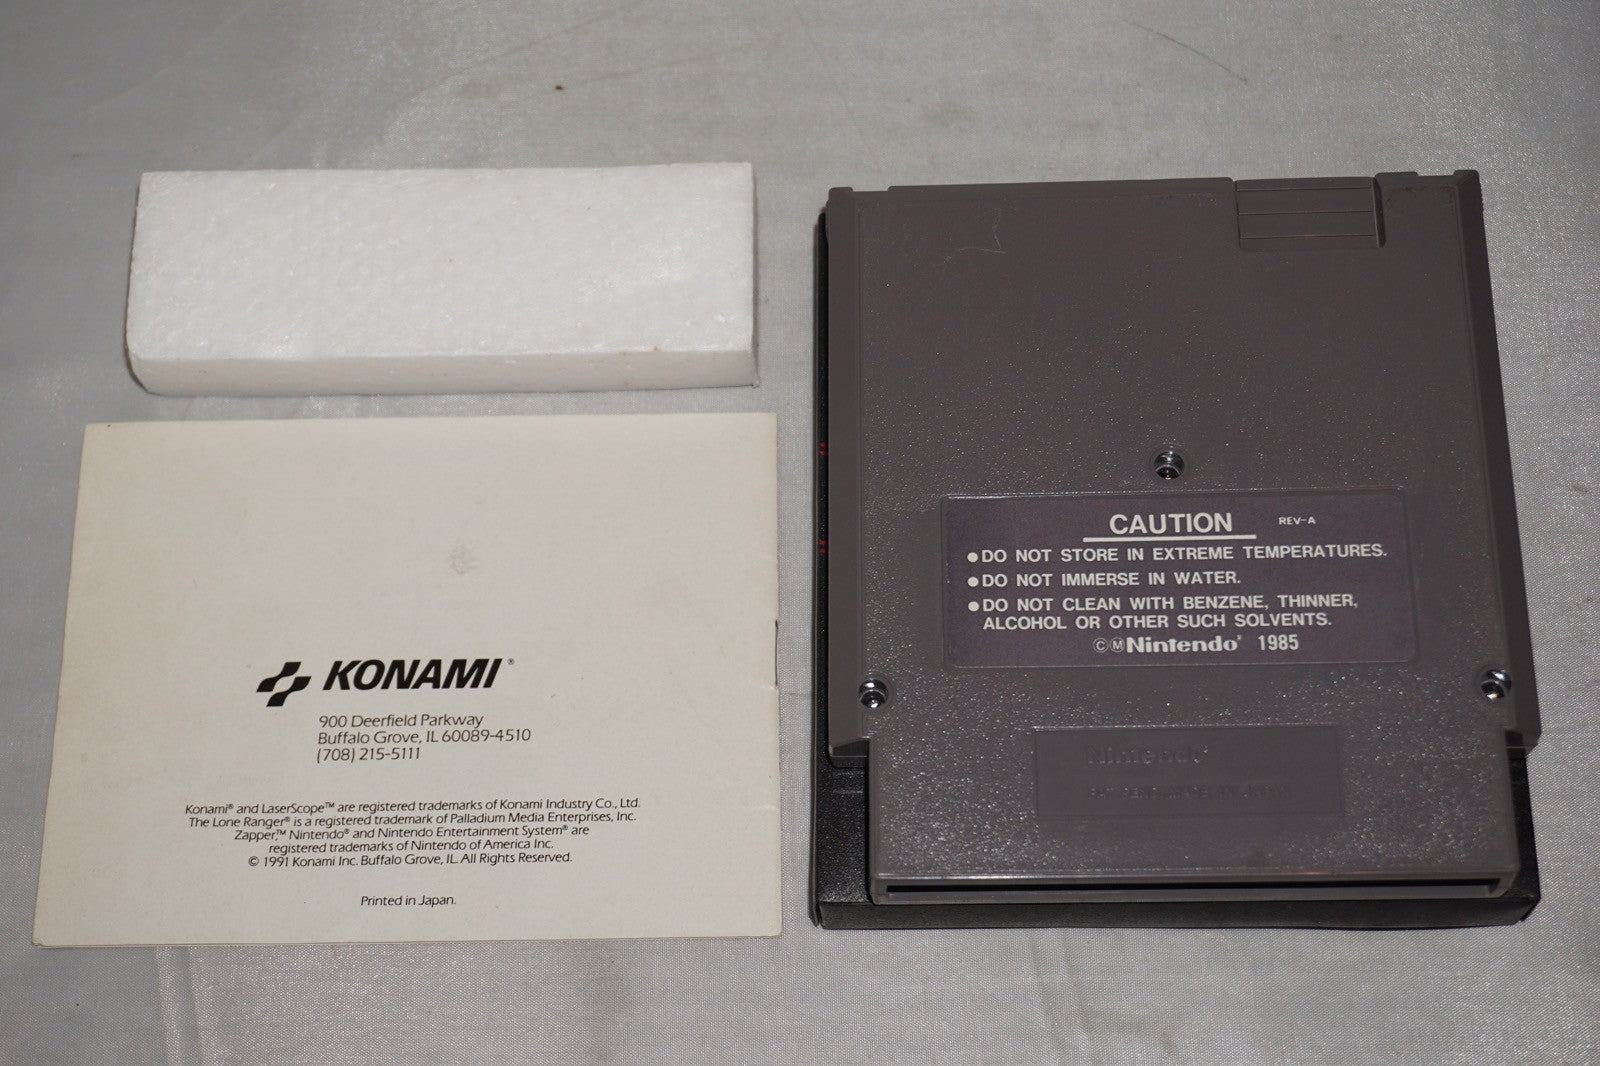 KONAMI®
900 Deerfield Parkway
Buffalo Grove, IL 60089-4510
(708) 215-5111
Konami® and LaserScope™ are registered trademarks of Konami Industry Co., Ltd.
The Lone Ranger® is a registered trademark of Palladium Media Enterprises, Inc.
Zapper,™ Nintendo® and Nintendo Entertainment System® are
registered trademarks of Nintendo of America Inc.
© 1991 Konami Inc. Buffalo Grove, IL. All Rights Reserved.
Printed in Japan.
CAUTION REV-A
●DO NOT STORE IN EXTREME TEMPERATURES.
●DO NOT IMMERSE IN WATER.
●DO NOT CLEAN WITH BENZENE, THINNER,
ALCOHOL OR OTHER SUCH SOLVENTS.
ⒸⓂNintendo® 1985
Nintendo®